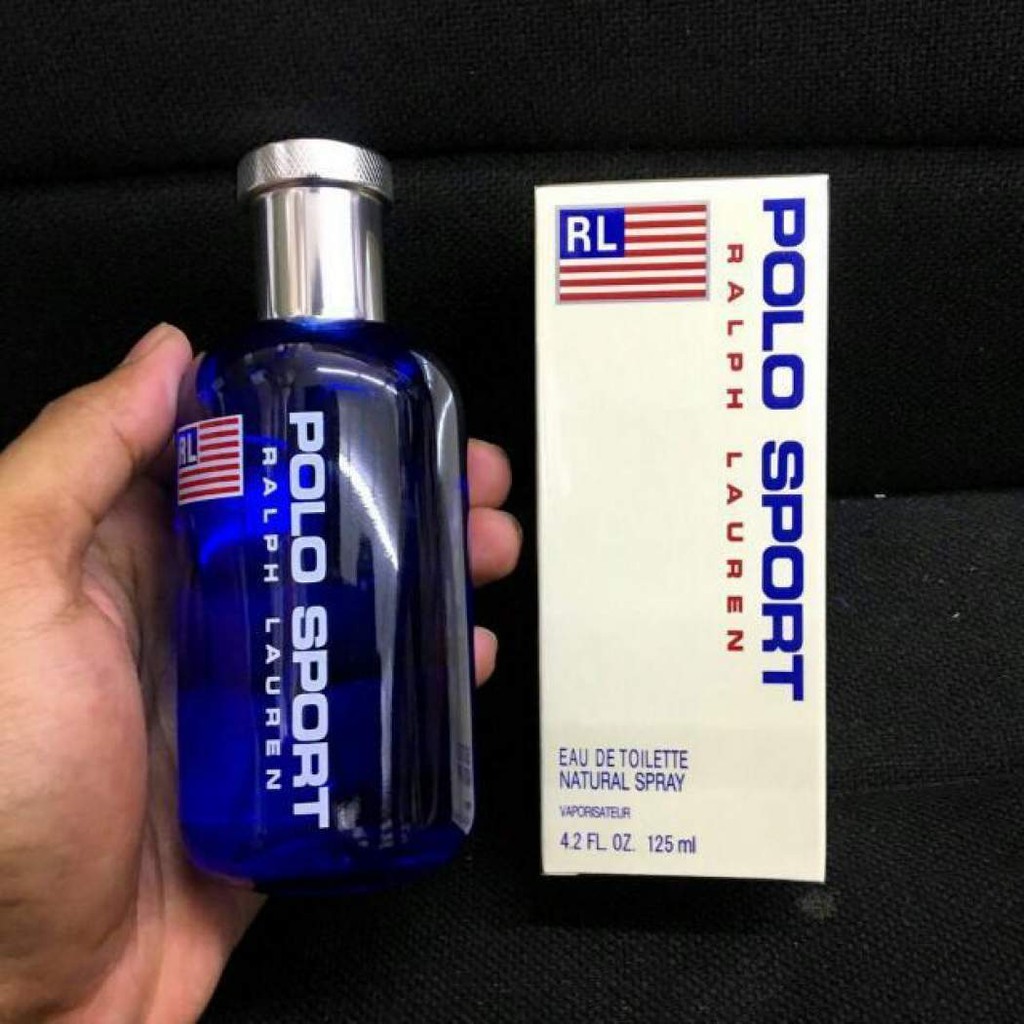 RL
POLO SPORT
RALPH LAUREN
RL
POLO SPORT
RALPH LAUREN
EAU DE TOILETTE
NATURAL SPRAY
VAPORISATEUR
4.2 FL. OZ. 125 ml